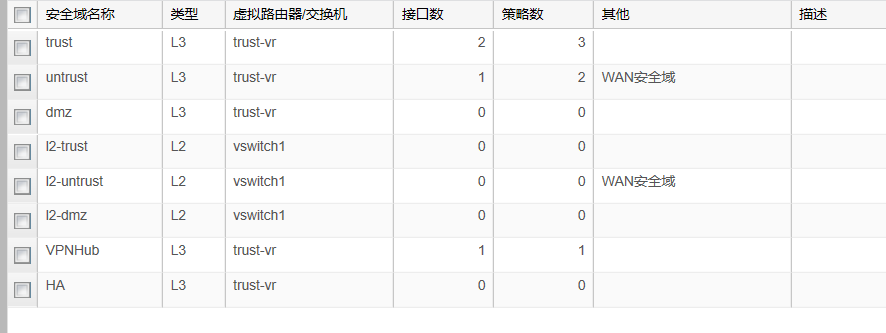 安全域名称 类型 虚拟路由器/交换机 接口数 策略数 其他 描述
trust L3 trust-vr 2 3
untrust L3 trust-vr 1 2 WAN安全域
dmz L3 trust-vr 0 0
l2-trust L2 vswitch1 0 0
l2-untrust L2 vswitch1 0 0 WAN安全域
l2-dmz L2 vswitch1 0 0
VPNHub L3 trust-vr 1 1
HA L3 trust-vr 0 0